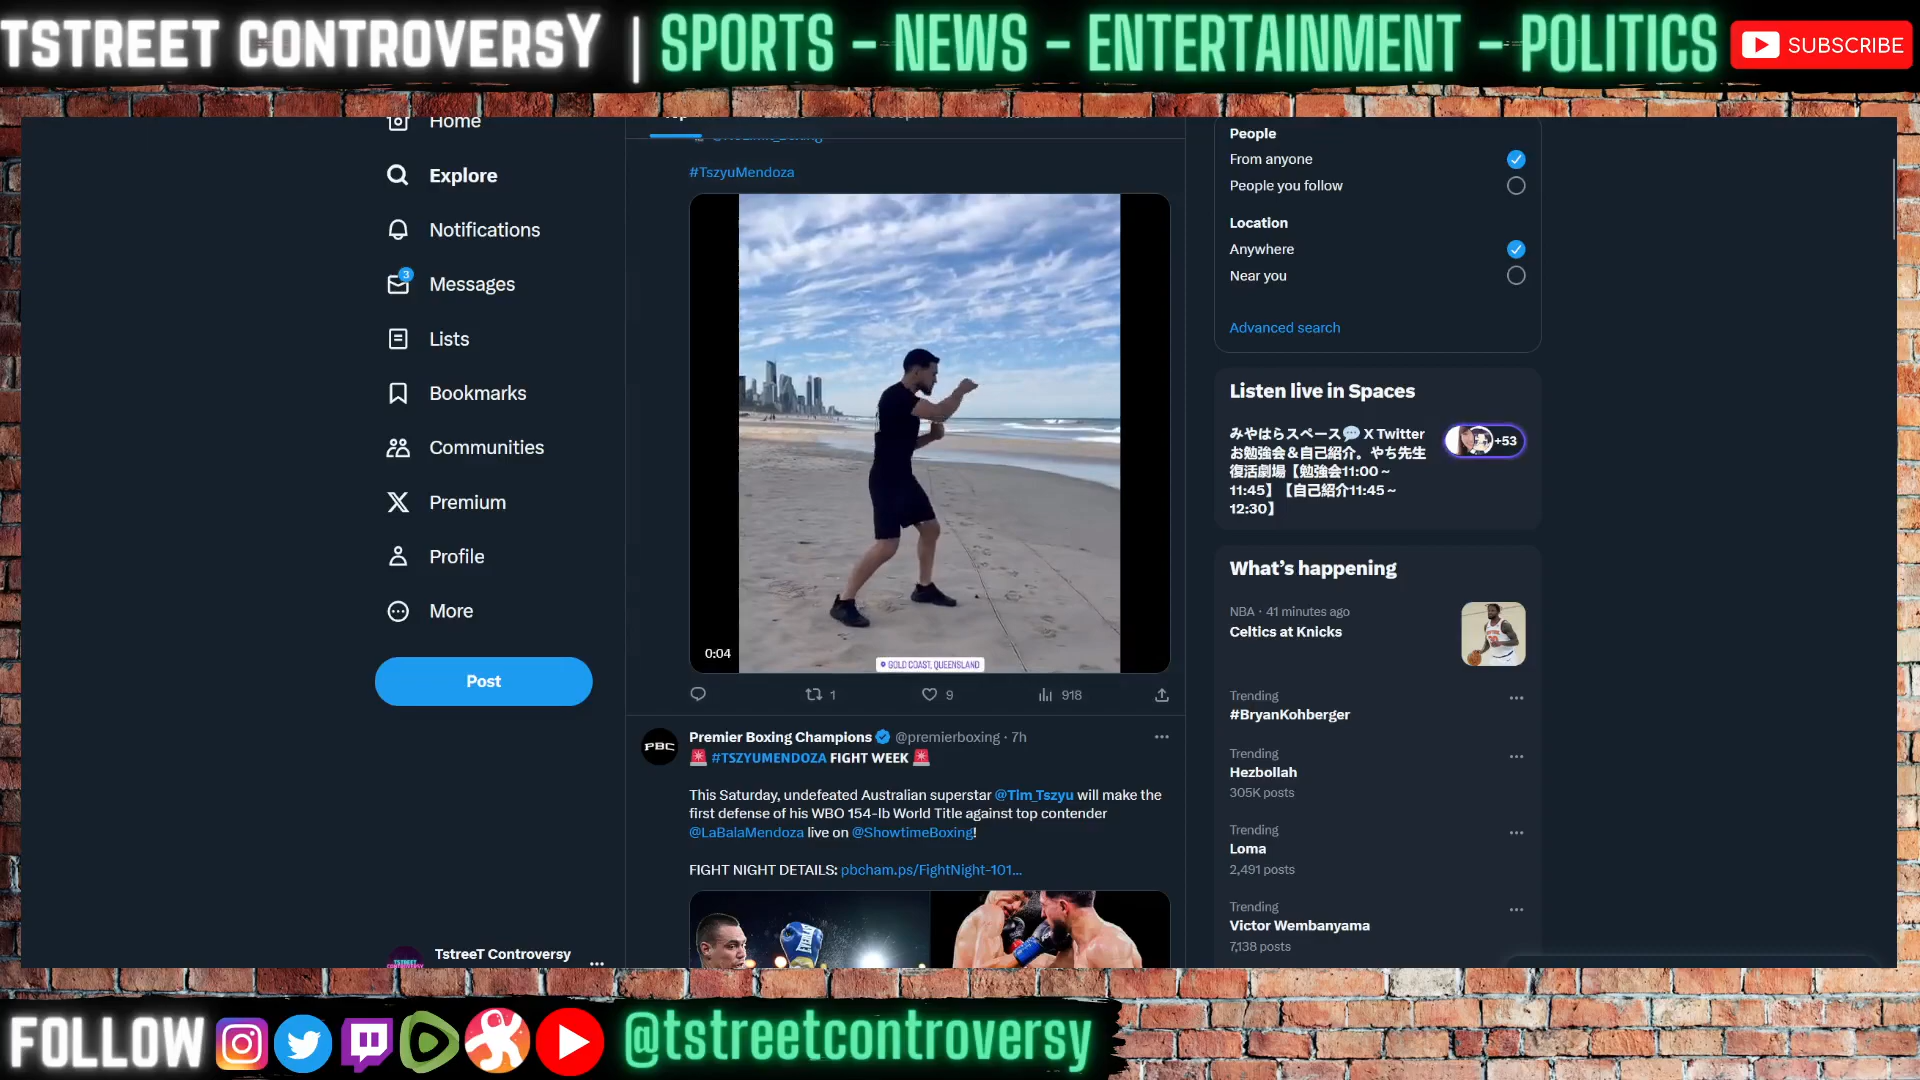 TSTREET CONTROVERSY | SPORTS - NEWS - ENTERTAINMENT - POLITICS
SUBSCRIBE
Home
Explore
Notifications
3
Messages
Lists
Bookmarks
Communities
Premium
Profile
More
Post
TstreeT Controversy
#TszyuMendoza
0:04
GOLD COAST, QUEENSLAND
1
9
918
PBC
Premier Boxing Champions @premierboxing · 7h
🚨 #TSZYUMENDOZA FIGHT WEEK 🚨
This Saturday, undefeated Australian superstar @Tim_Tszyu will make the
first defense of his WBO 154-lb World Title against top contender
@LaBalaMendoza live on @ShowtimeBoxing!
FIGHT NIGHT DETAILS: pbcham.ps/FightNight-101...
People
From anyone
People you follow
Location
Anywhere
Near you
Advanced search
Listen live in Spaces
みやはらスペース💬 X Twitter
お勉強会＆自己紹介。やち先生
復活劇場【勉強会11:00～
11:45】【自己紹介11:45～
12:30】
+53
What's happening
NBA · 41 minutes ago
Celtics at Knicks
Trending
#BryanKohberger
Trending
Hezbollah
305K posts
Trending
Loma
2,491 posts
Trending
Victor Wembanyama
7,138 posts
FOLLOW
@tstreetcontroversy